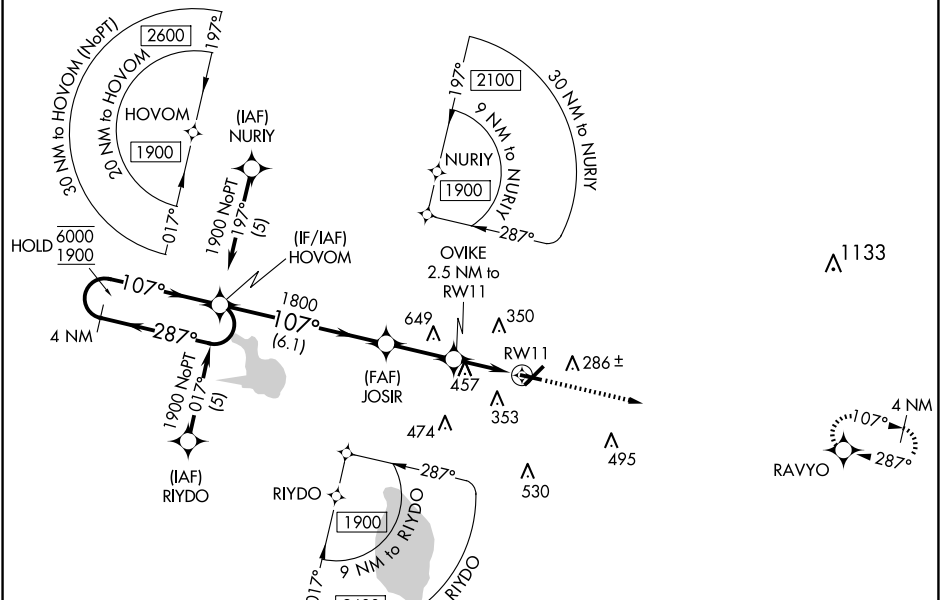 30 NM to HOVOM (NoPT)
2600
197°
20 NM to HOVOM
HOVOM
1900
017°
(IAF)
NURIY
1900 NoPT
197°
(5)
197°
2100
30 NM to NURIY
9 NM to NURIY
NURIY
1900
287°
HOLD 6000
1900
(IF/IAF)
HOVOM
OVIKE
2.5 NM to
RW11
1133
107°
1800
107°
(6.1)
649
350
4 NM
287°
RW11
286 ±
(FAF)
JOSIR
457
353
1900 NoPT
017°
(5)
474
495
4 NM
107°
287°
RAVYO
(IAF)
RIYDO
530
287°
RIYDO
1900
9 NM to RIYDO
017°
RIYDO